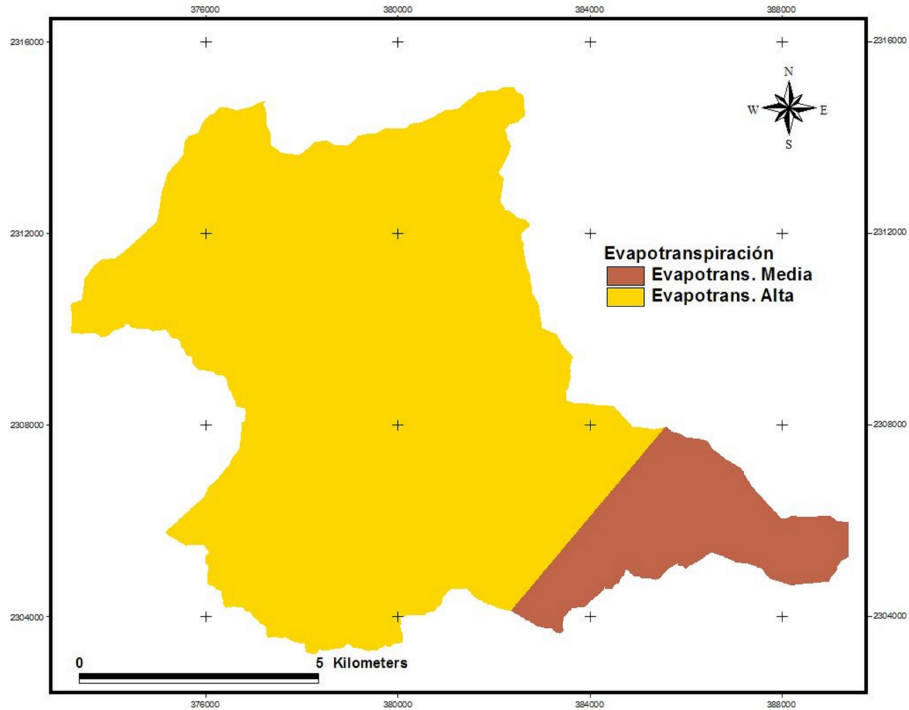 376000 380000 384000 388000
2316000 2316000
N
W E
S
2312000 2312000
Evapotranspiración
Evapotrans. Media
Evapotrans. Alta
2308000 2308000
2304000 2304000
0 5 Kilometers
376000 380000 384000 388000